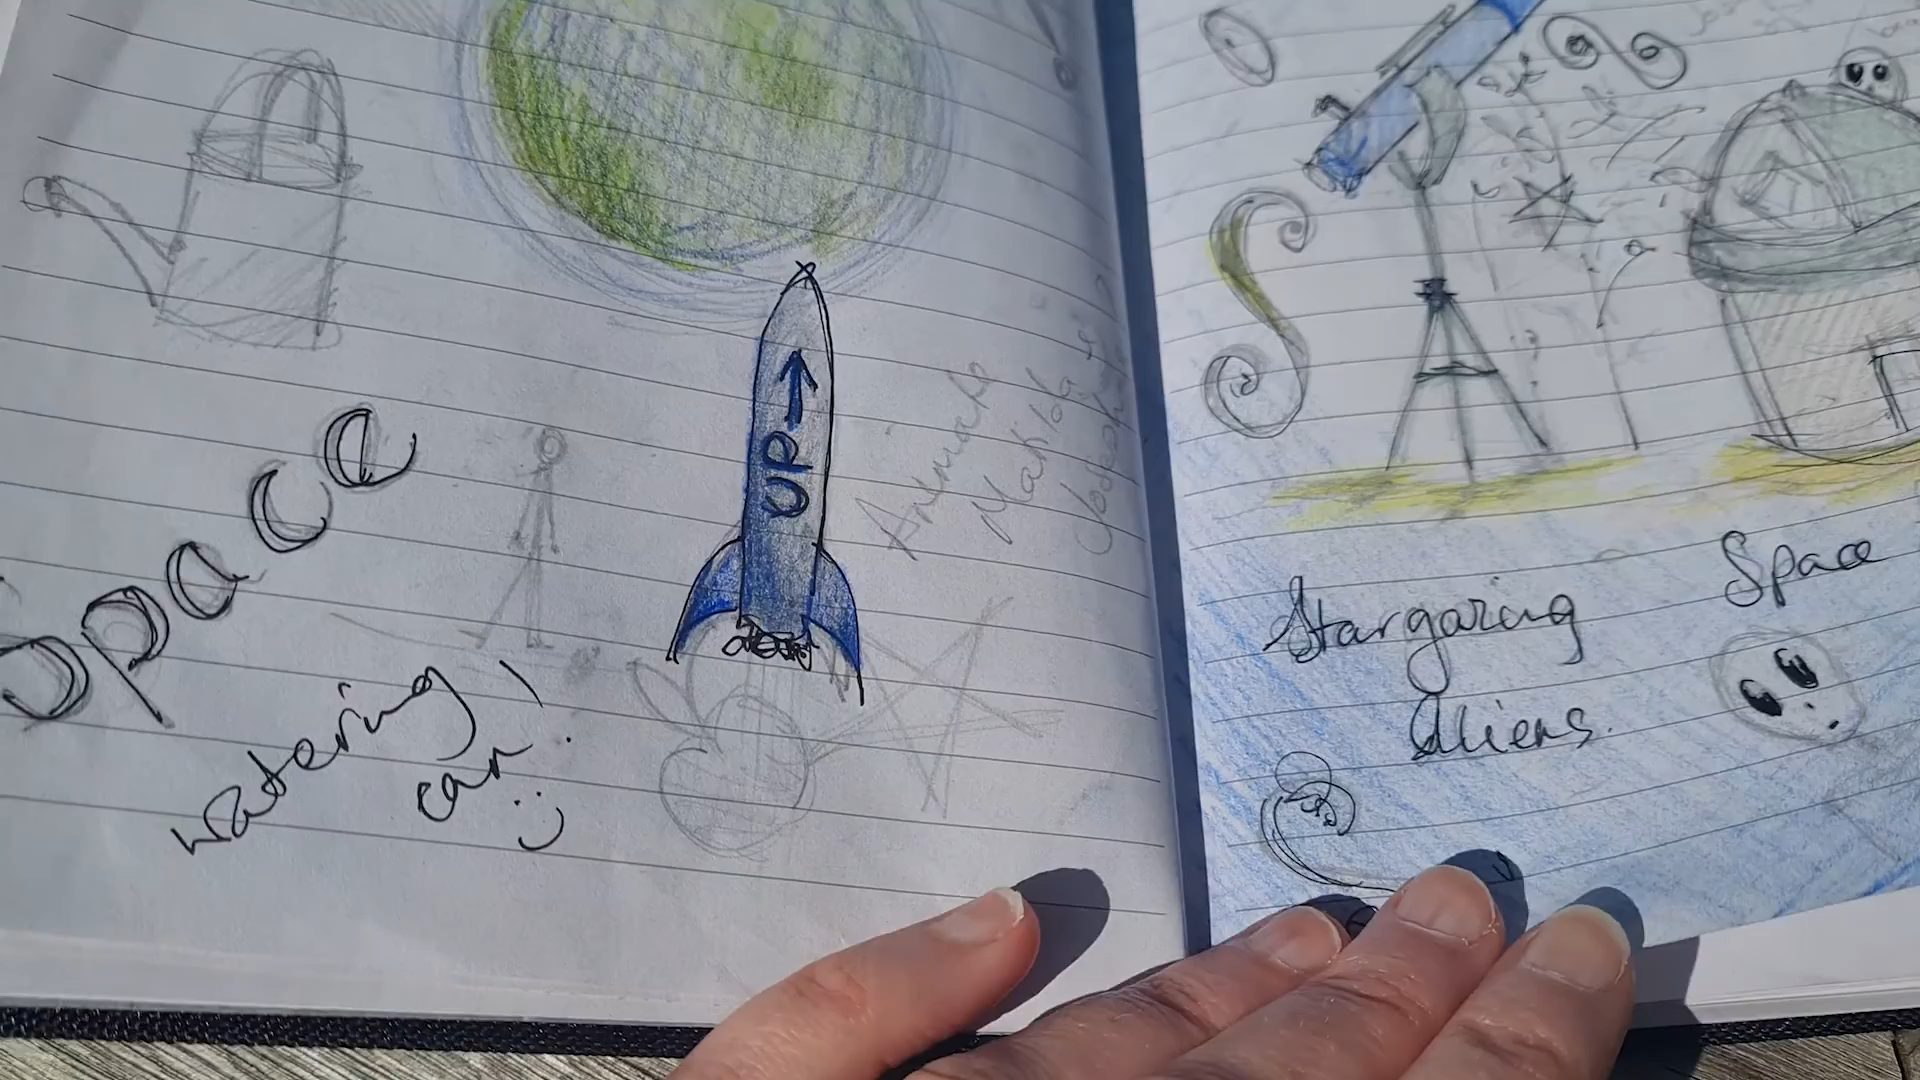 UP
Space
watering
can!
Stargazing
Aliens.
Space